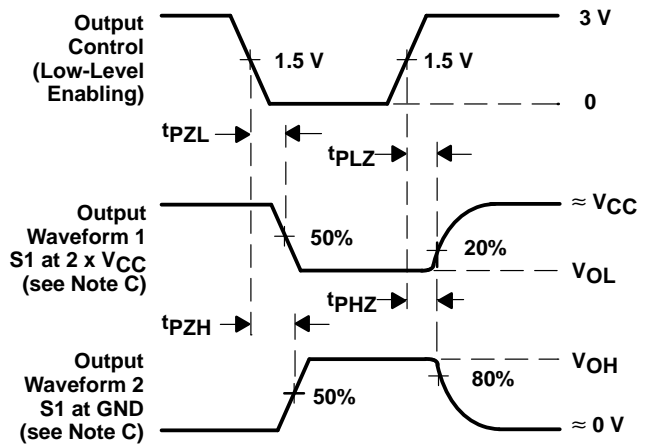 Output
Control
(Low-Level
Enabling)
1.5 V
1.5 V
3 V
0
tPZL
tPLZ
Output
Waveform 1
S1 at 2 x VCC
(see Note C)
50%
20%
≈ VCC
VOL
tPZH
tPHZ
Output
Waveform 2
S1 at GND
(see Note C)
50%
80%
VOH
≈ 0 V